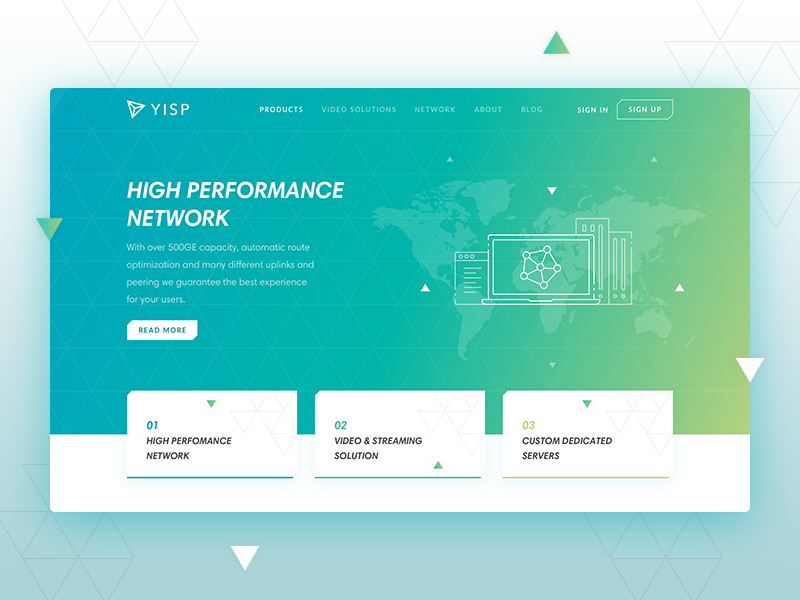 YISP
PRODUCTS
VIDEO SOLUTIONS
NETWORK
ABOUT
BLOG
SIGN IN
SIGN UP
HIGH PERFORMANCE
NETWORK
With over 500GE capacity, automatic route
optimization and many different uplinks and
peering we guarantee the best experience
for your users.
READ MORE
01
HIGH PERFOMANCE
NETWORK
02
VIDEO & STREAMING
SOLUTION
03
CUSTOM DEDICATED
SERVERS